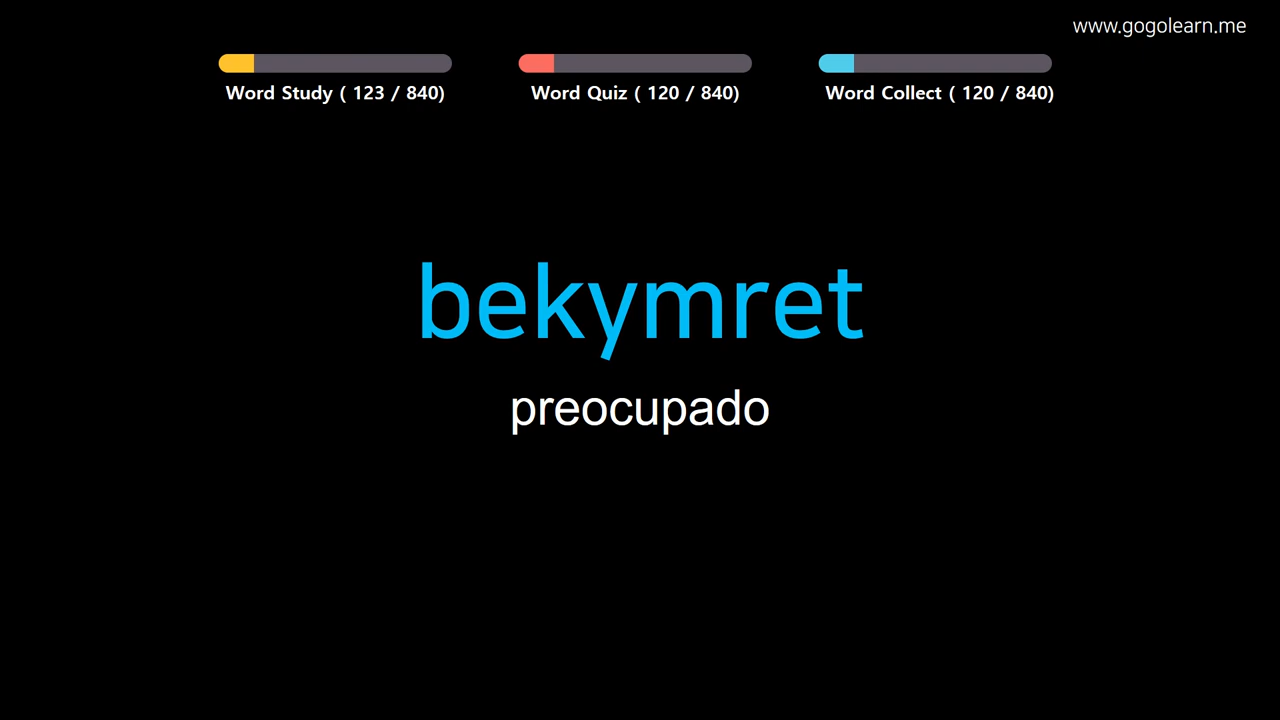 www.gogolearn.me
Word Study ( 123 / 840)
Word Quiz ( 120 / 840)
Word Collect ( 120 / 840)
bekymret
preocupado